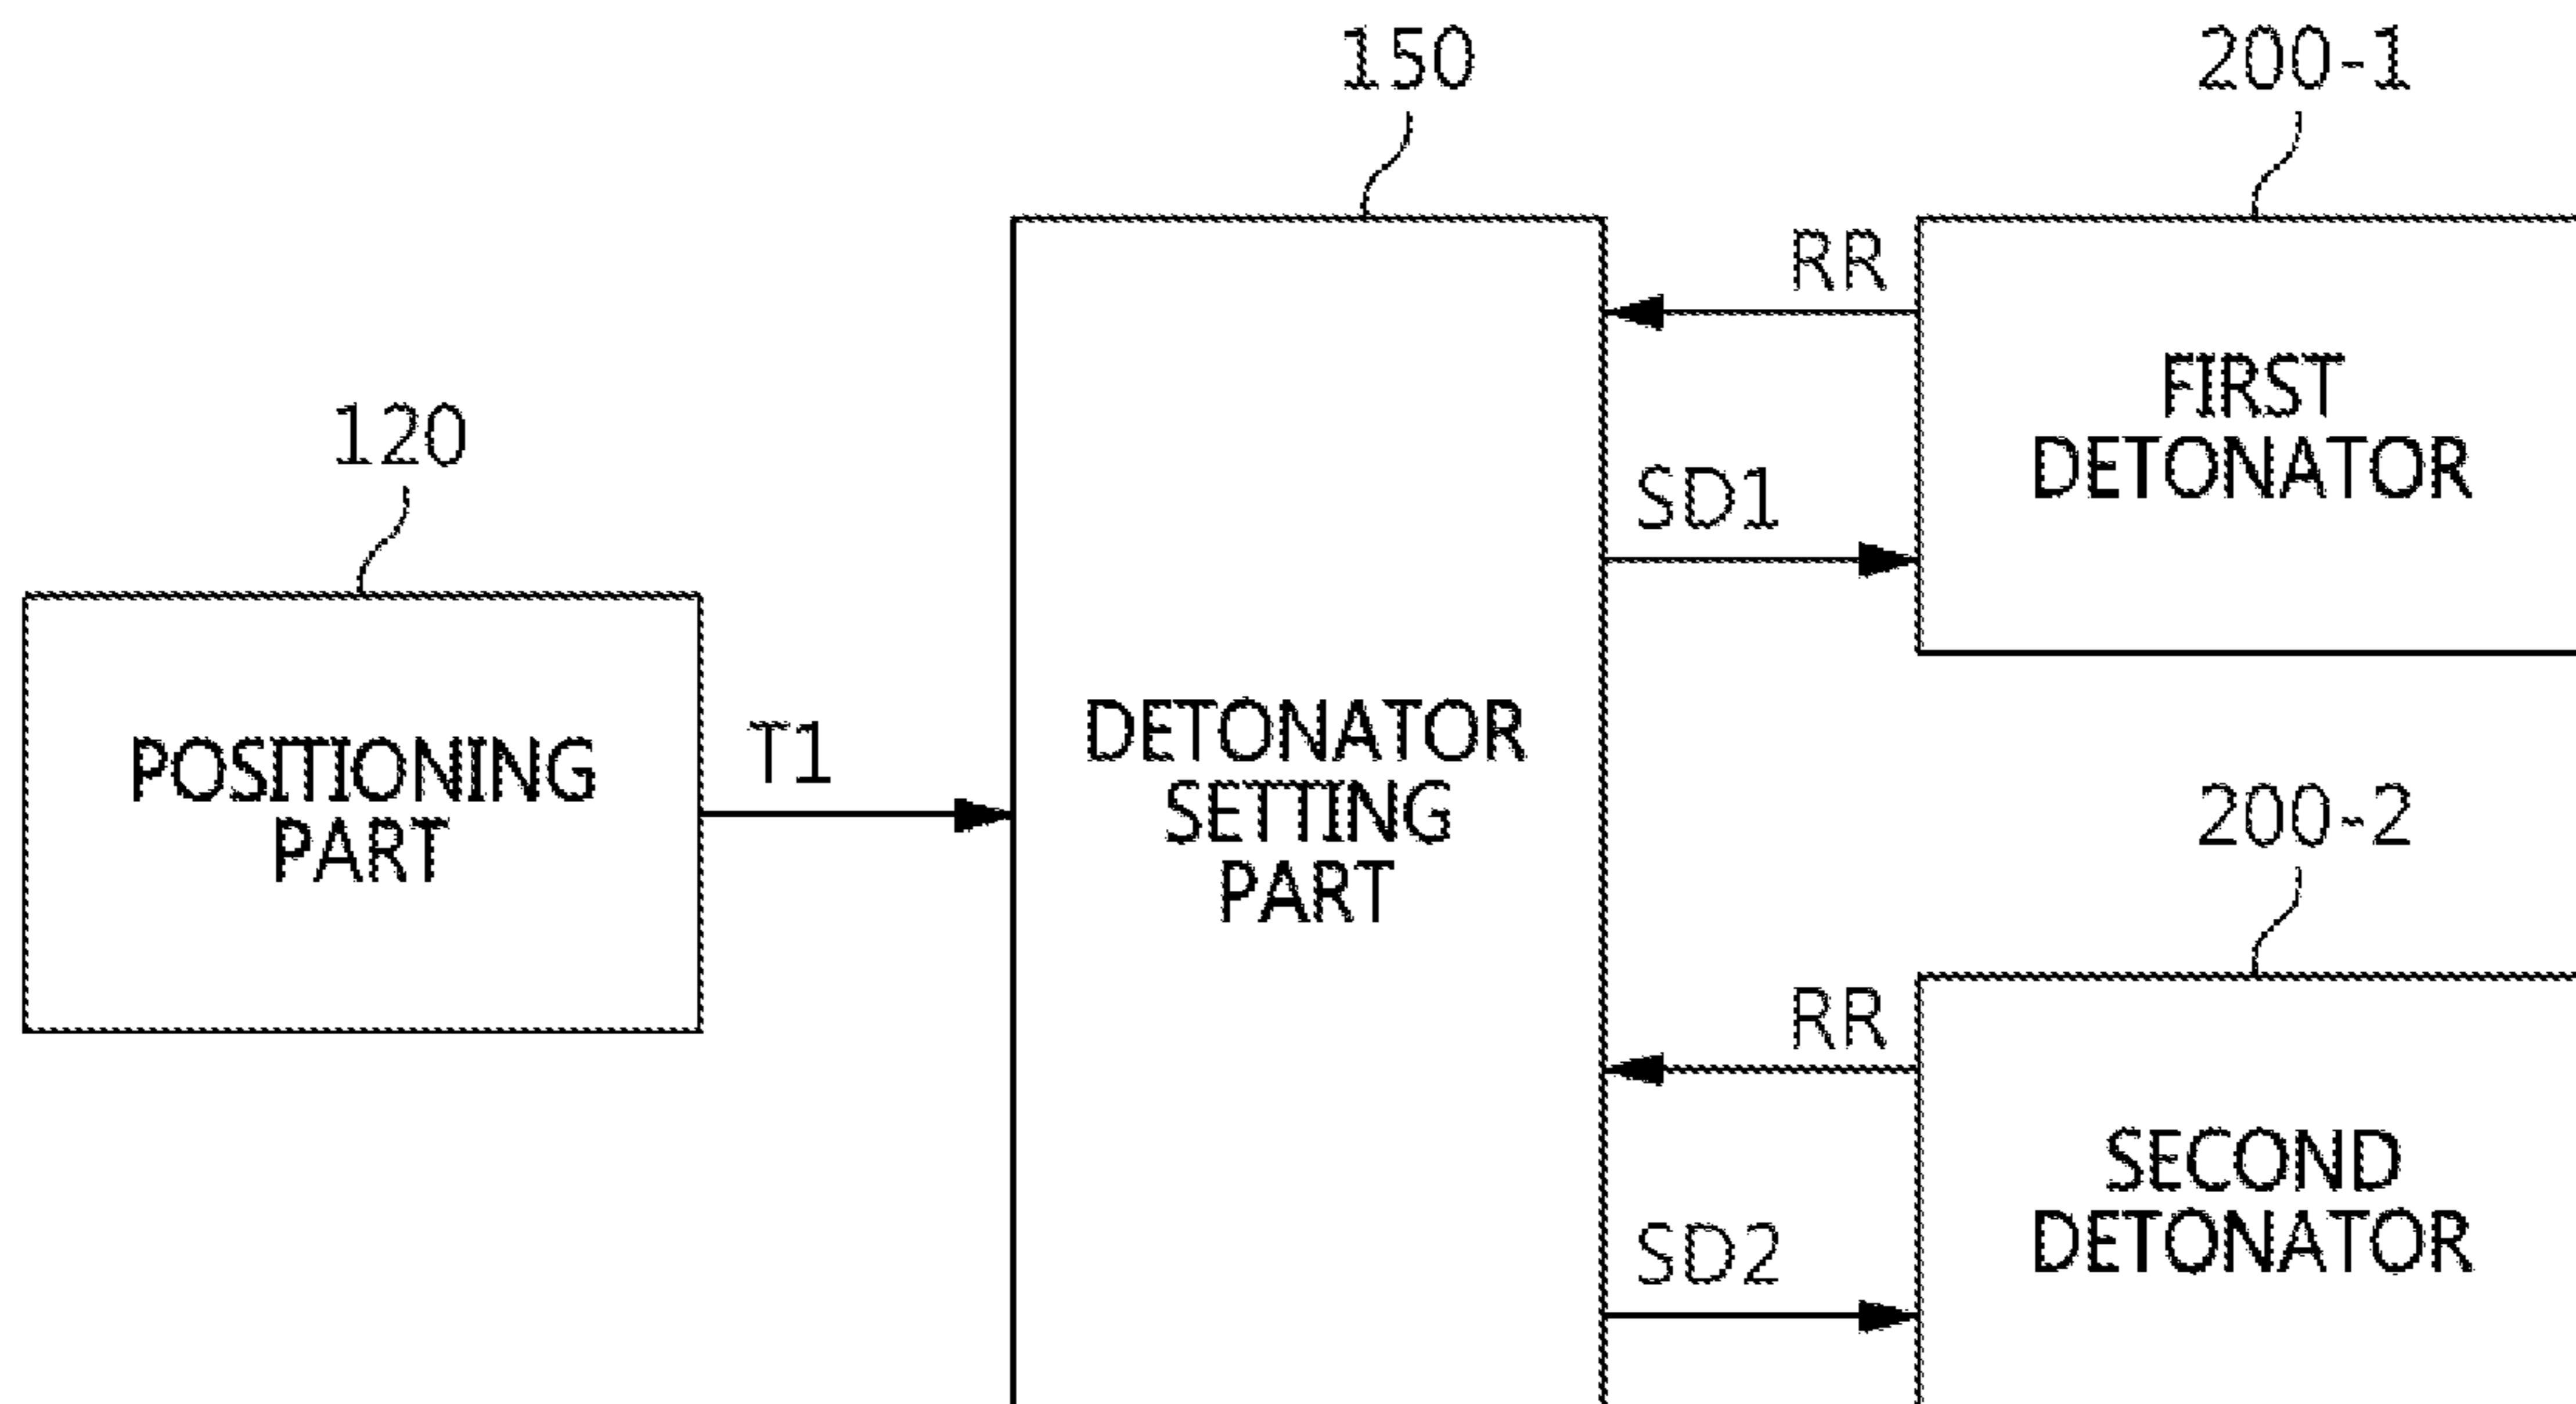 150
200-1
RR
FIRST
DETONATOR
120
SD1
POSITIONING
PART
T1
DETONATOR
SETTING
PART
200-2
RR
SECOND
DETONATOR
SD2